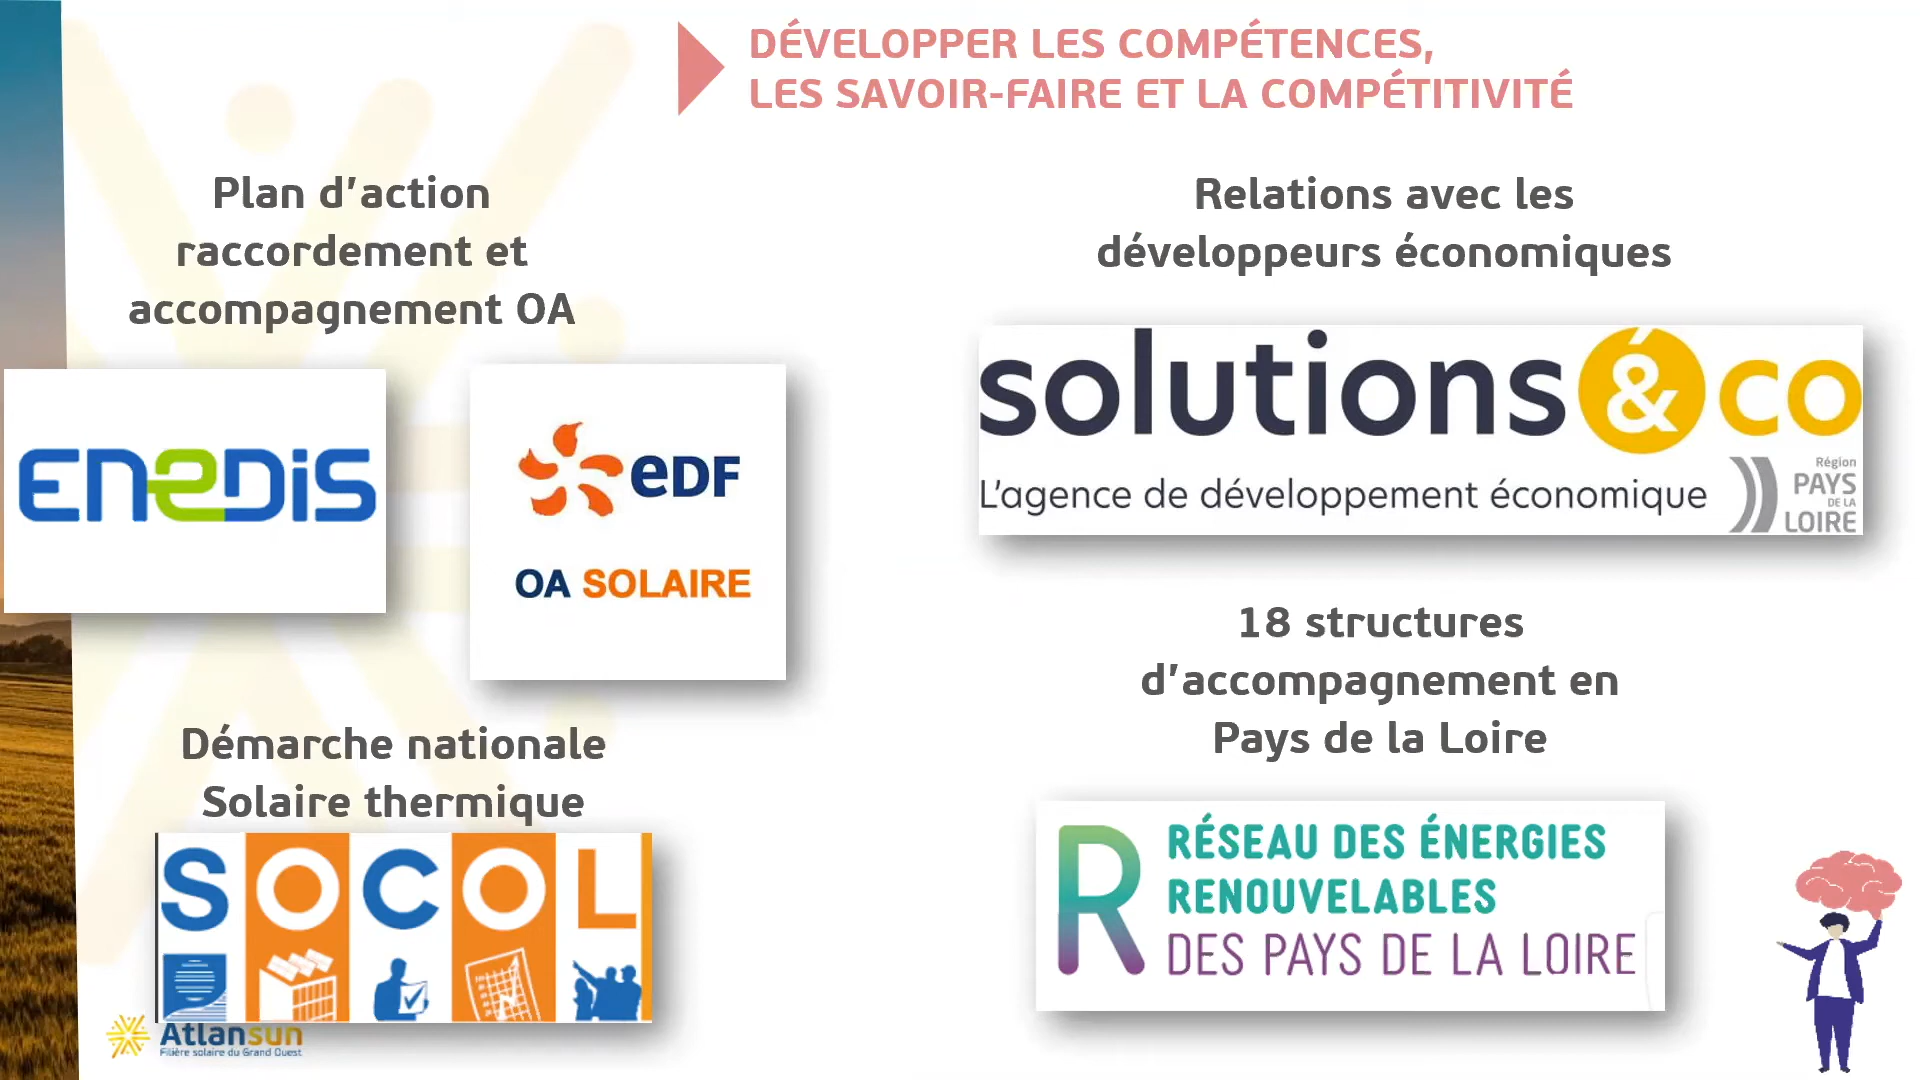 DÉVELOPPER LES COMPÉTENCES,
LES SAVOIR-FAIRE ET LA COMPÉTITIVITÉ
Plan d’action
raccordement et
accompagnement OA
ENEDIS
eDF
OA SOLAIRE
Démarche nationale
Solaire thermique
SOCOL
Atlansun
Filière solaire du Grand Ouest
Relations avec les
développeurs économiques
solutions&co
L’agence de développement économique
Région
PAYS
DE LA
LOIRE
18 structures
d’accompagnement en
Pays de la Loire
R
RÉSEAU DES ÉNERGIES
RENOUVELABLES
DES PAYS DE LA LOIRE